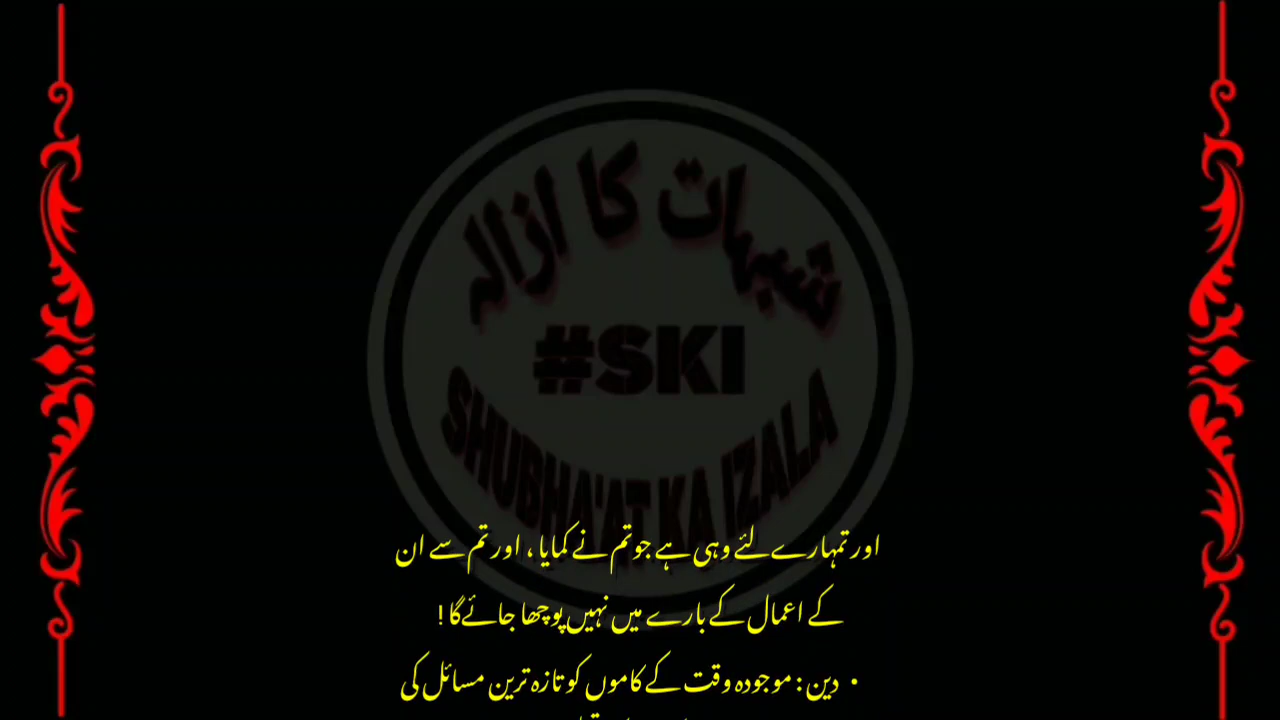 شبہات کا ازالہ
#SKI
SHUBHA'AT KA IZALA
اور تمہارے لئے وہی ہے جو تم نے کمایا، اور تم سے ان
کے اعمال کے بارے میں نہیں پوچھا جائے گا!
• دین: موجودہ وقت کے کاموں کو تازہ ترین مسائل کی